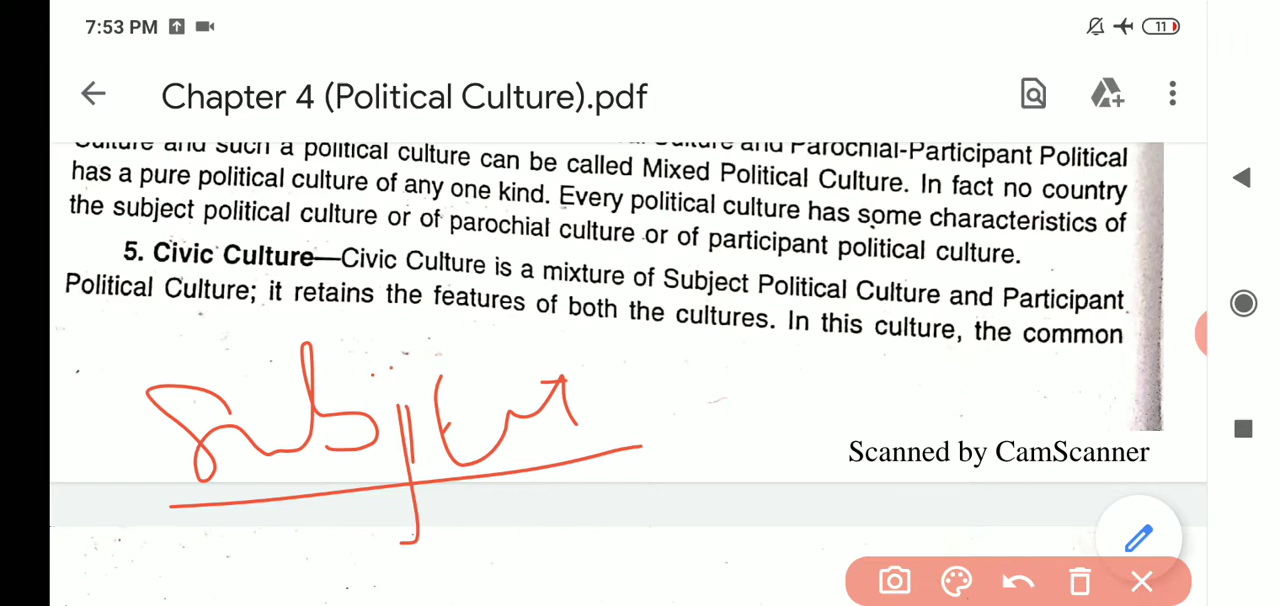 7:53 PM
11
Chapter 4 (Political Culture).pdf
Culture and such a political culture can be called Mixed Political Culture. In fact no country
Culture and Parochial-Participant Political
has a pure political culture of any one kind. Every political culture has some characteristics of
the subject political culture or of parochial culture or of participant political culture.
5. Civic Culture—Civic Culture is a mixture of Subject Political Culture and Participant
Political Culture; it retains the features of both the cultures. In this culture, the common
Subject
Scanned by CamScanner